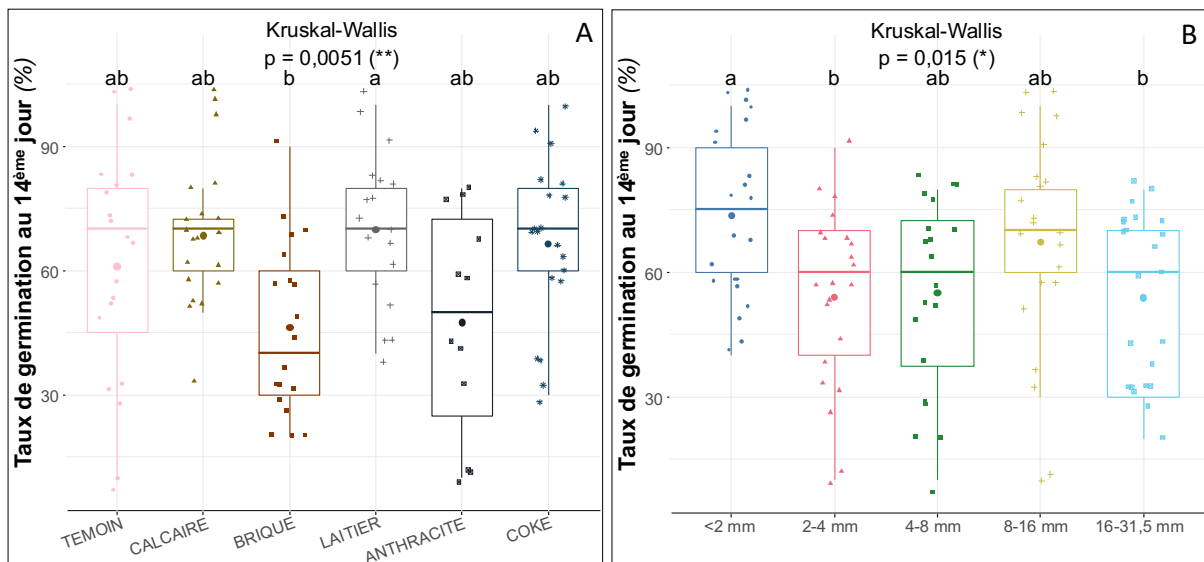 Kruskal-Wallis
A
p = 0,0051 (**)
ab ab b a ab ab
Taux de germination au 14ème jour (%)
90
60
30
TEMOIN CALCAIRE BRIQUE LAITIER ANTHRACITE COKE
Kruskal-Wallis
B
p = 0,015 (*)
a b ab ab b
Taux de germination au 14ème jour (%)
90
60
30
<2 mm 2-4 mm 4-8 mm 8-16 mm 16-31,5 mm